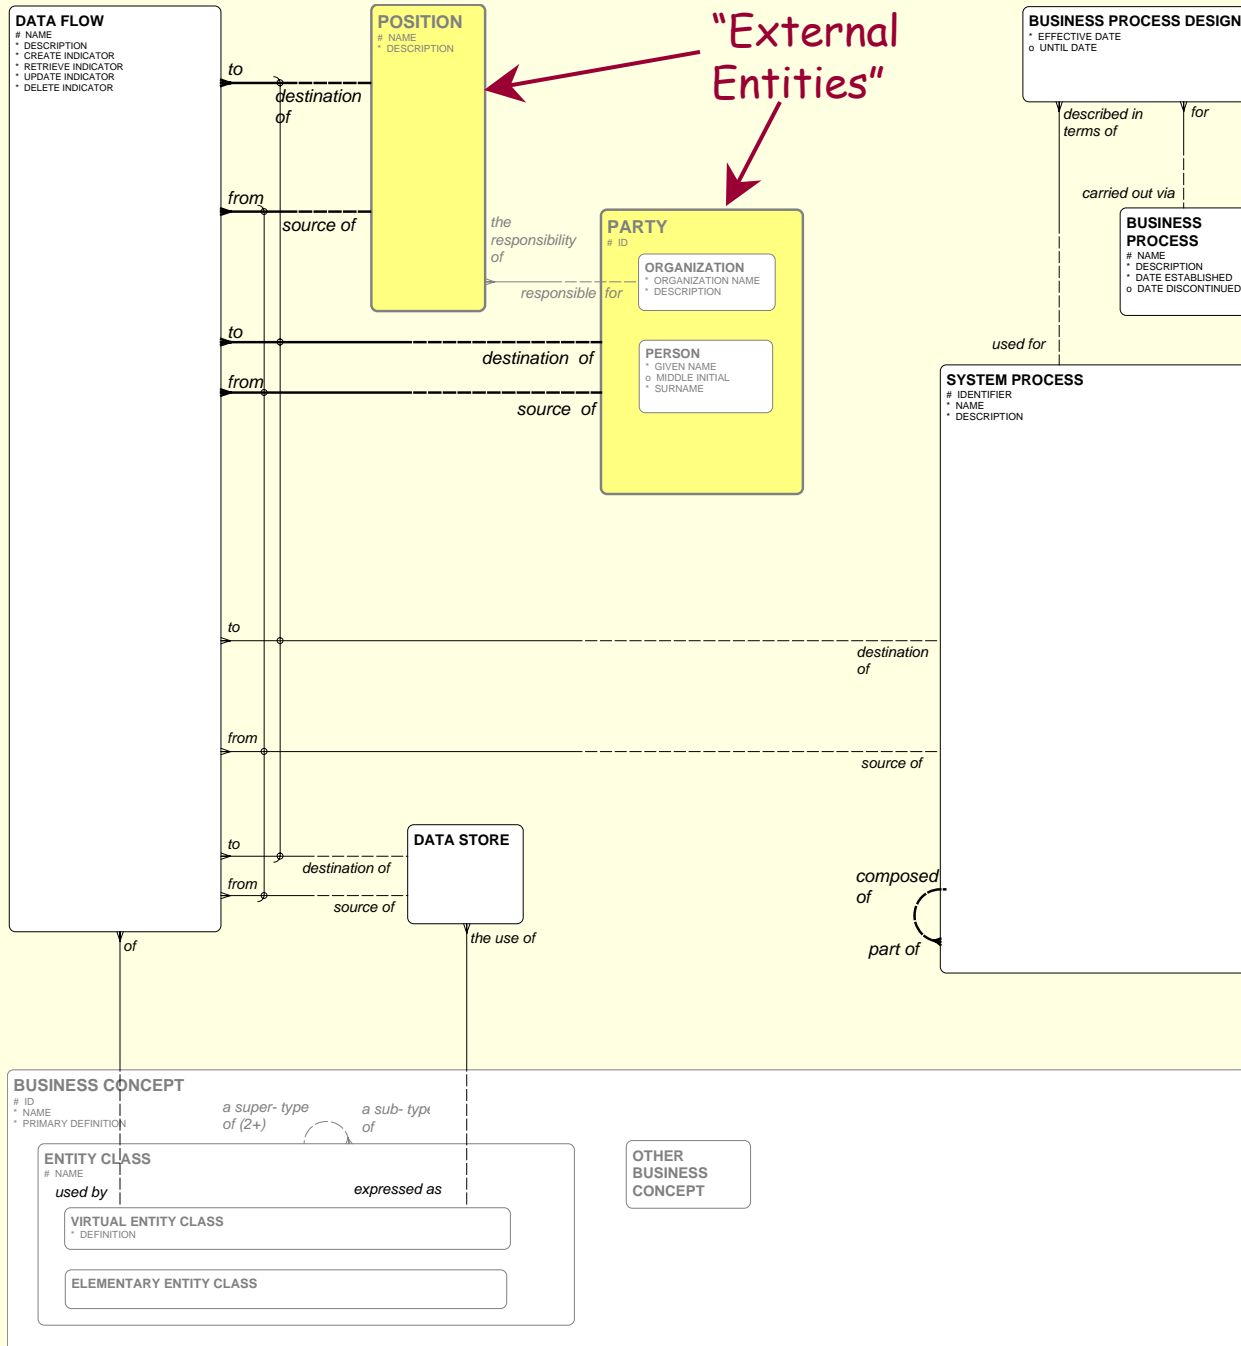 DATA FLOW
# NAME
* DESCRIPTION
* CREATE INDICATOR
* RETRIEVE INDICATOR
* UPDATE INDICATOR
* DELETE INDICATOR
POSITION
# NAME
* DESCRIPTION
“External
Entities”
BUSINESS PROCESS DESIGN
* EFFECTIVE DATE
o UNTIL DATE
to
destination
of
described in
terms of
for
from
source of
carried out via
the
responsibility
of
responsible for
PARTY
# ID
ORGANIZATION
* ORGANIZATION NAME
* DESCRIPTION
PERSON
* GIVEN NAME
o MIDDLE INITIAL
* SURNAME
BUSINESS
PROCESS
# NAME
* DESCRIPTION
* DATE ESTABLISHED
o DATE DISCONTINUED
to
destination of
from
source of
used for
SYSTEM PROCESS
# IDENTIFIER
* NAME
* DESCRIPTION
to
destination
of
from
source of
to
destination of
from
source of
DATA STORE
composed
of
part of
of
the use of
BUSINESS CONCEPT
# ID
* NAME
* PRIMARY DEFINITION
a super- type
of (2+)
a sub- type
of
ENTITY CLASS
# NAME
used by
expressed as
VIRTUAL ENTITY CLASS
* DEFINITION
ELEMENTARY ENTITY CLASS
OTHER
BUSINESS
CONCEPT